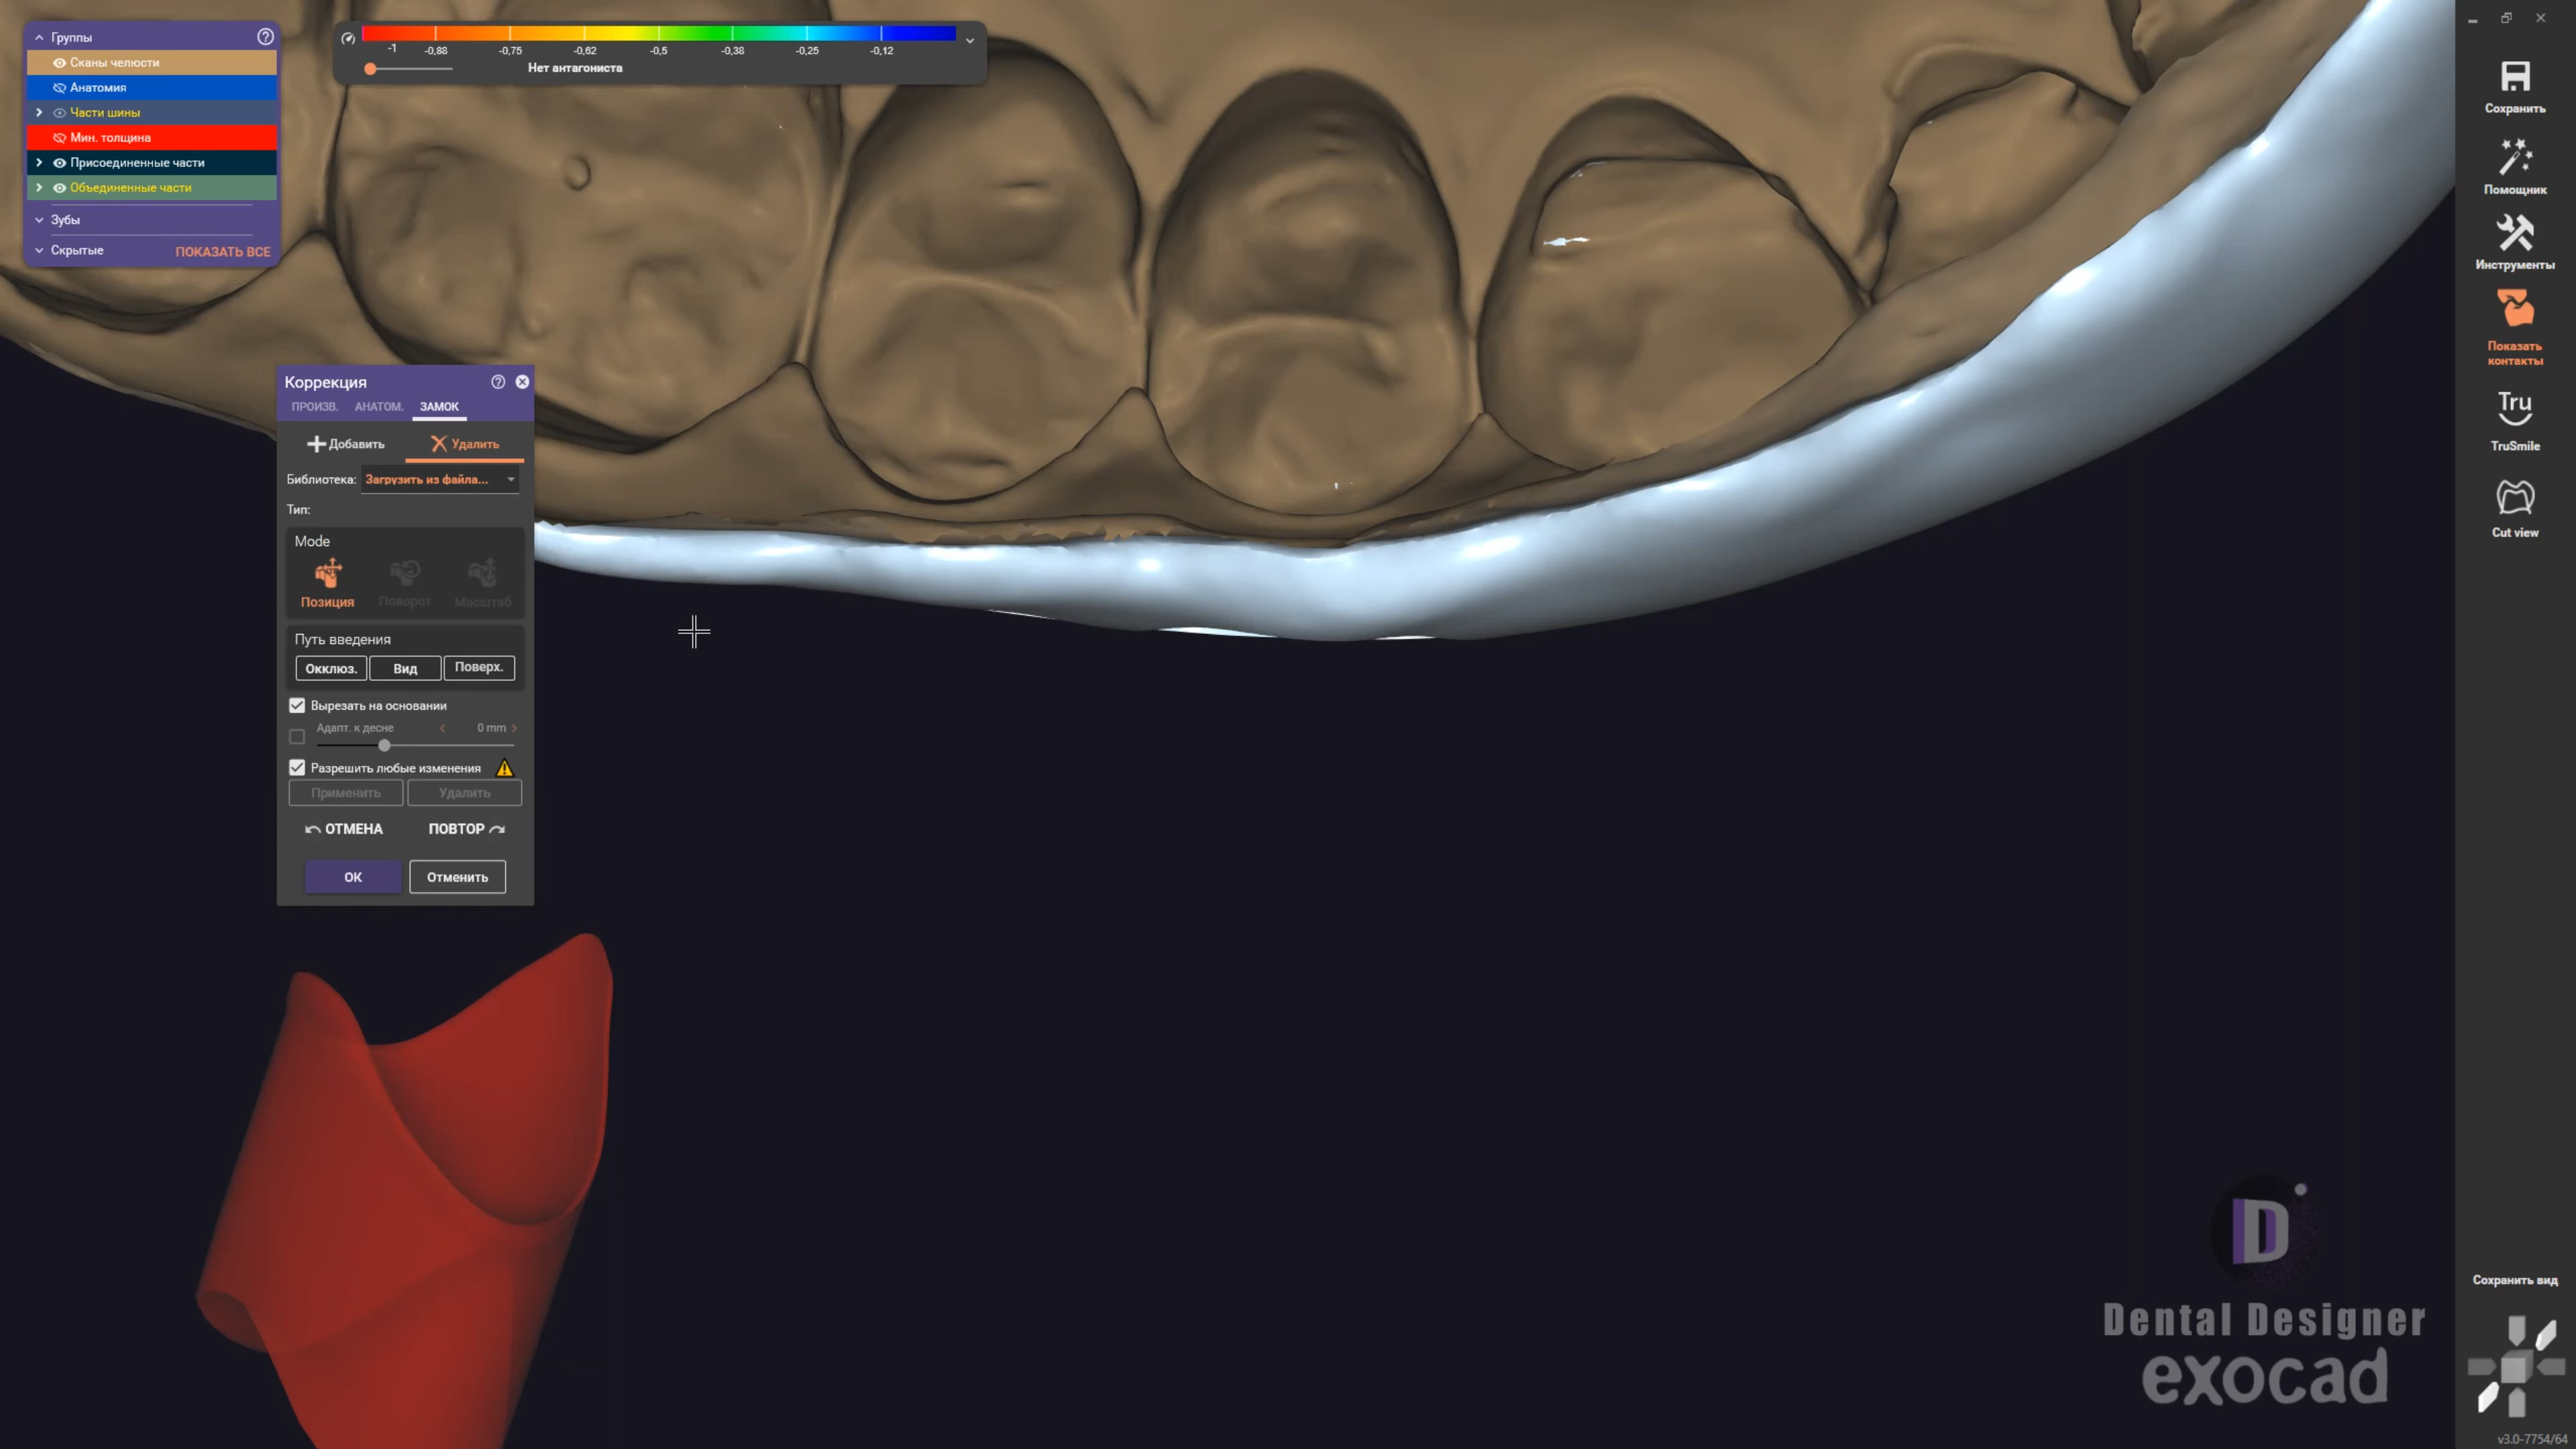 Группы
Сканы челюсти
Анатомия
Части шины
Мин. толщина
Присоединенные части
Объединенные части
Зубы
Скрытые ПОКАЗАТЬ ВСЕ
-1 -0,88 -0,75 -0,62 -0,5 -0,38 -0,25 -0,12
Нет антагониста
Коррекция
ПРОИЗВ. АНАТОМ. ЗАМОК
Добавить Удалить
Библиотека: Загрузить из файла...
Тип:
Mode
Позиция Поворот Масштаб
Путь введения
Окклюз. Вид Поверх.
Вырезать на основании
Адапт. к десне 0 mm
Разрешить любые изменения
Применить Удалить
ОТМЕНА ПОВТОР
ОК Отменить
Сохранить
Помощник
Инструменты
Показать
контакты
Tru
TruSmile
Cut view
Сохранить вид
D
Dental Designer
exocad
v3.0-7754/64